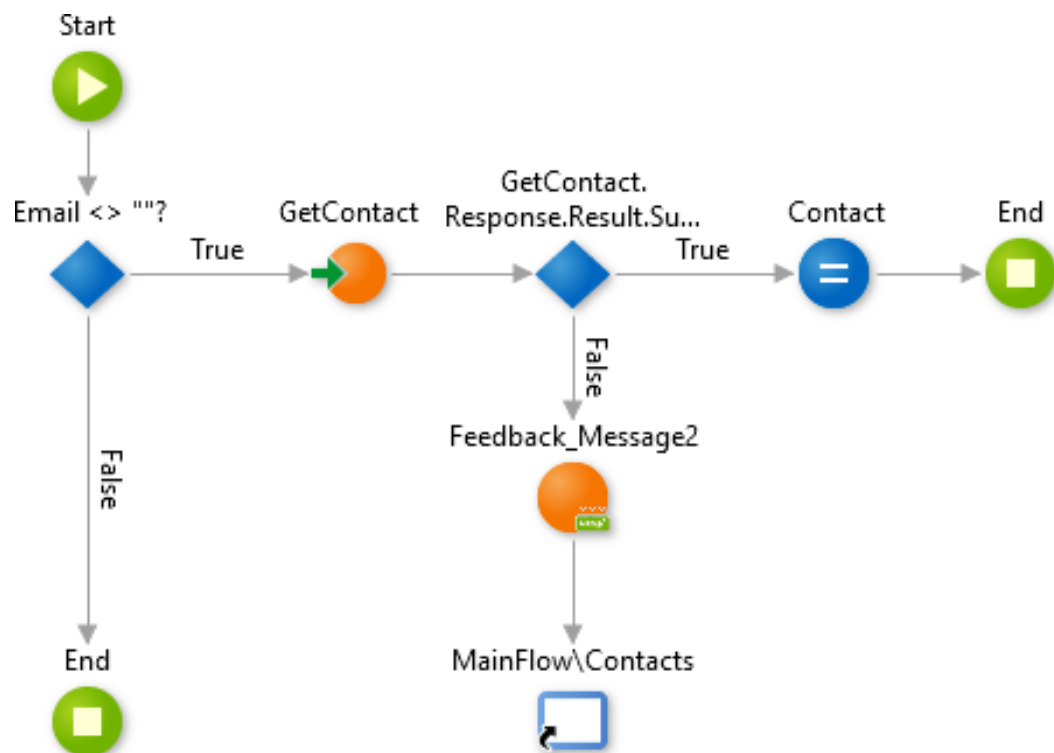 Start
Email <> ""?
GetContact
GetContact.
Response.Result.Su...
Contact
End
True
True
False
Feedback_Message2
False
End
MainFlow\Contacts